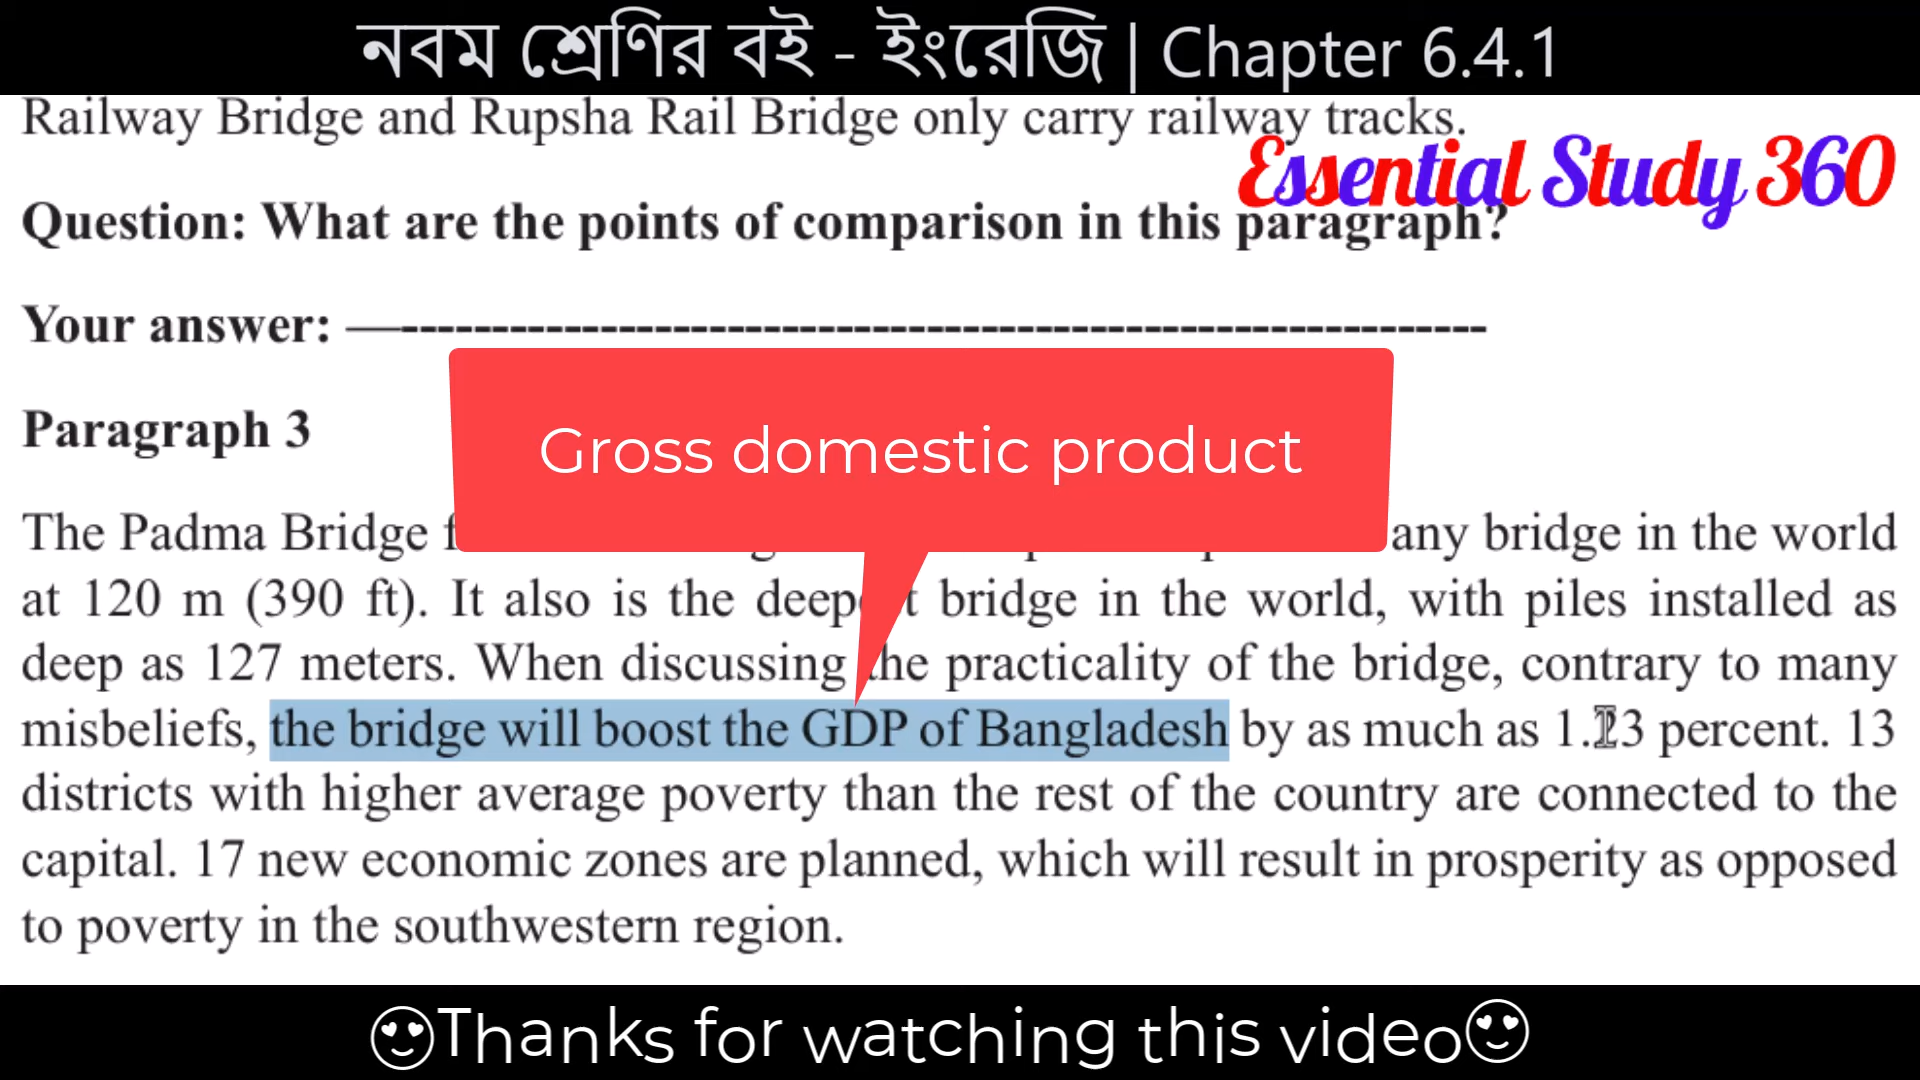 নবম শ্রেণির বই - ইংরেজি | Chapter 6.4.1
Railway Bridge and Rupsha Rail Bridge only carry railway tracks.
Essential Study 360
Question: What are the points of comparison in this paragraph?
Your answer: —------------------------------------------------------------
Gross domestic product
Paragraph 3
The Padma Bridge any bridge in the world
at 120 m (390 ft). It also is the bridge in the world, with piles installed as
deep as 127 meters. When discussing the practicality of the bridge, contrary to many
misbeliefs, the bridge will boost the GDP of Bangladesh by as much as 1.23 percent. 13
districts with higher average poverty than the rest of the country are connected to the
capital. 17 new economic zones are planned, which will result in prosperity as opposed
to poverty in the southwestern region.
😍Thanks for watching this video😍